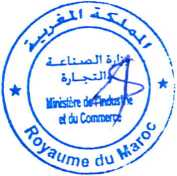 المملكة المغربية
وزارة الصناعة
والتجارة
Ministère de l'Industrie
et du Commerce
Royaume du Maroc